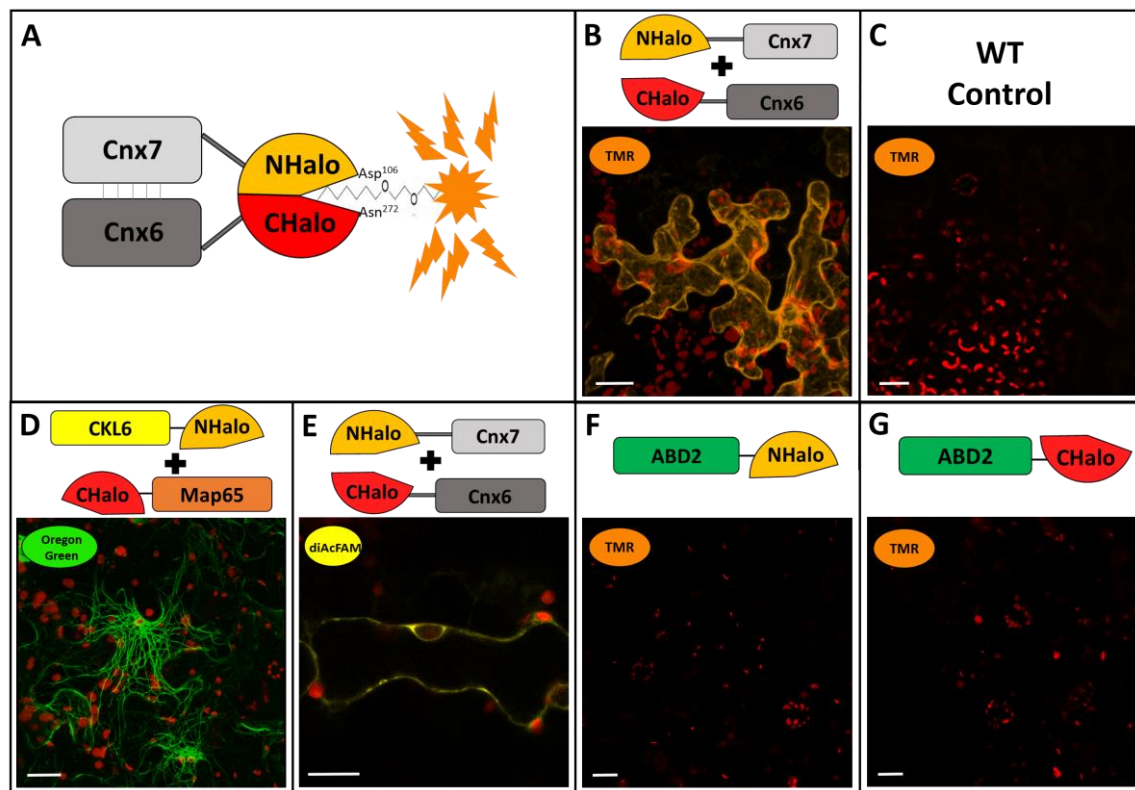 A
Cnx7
Cnx6
NHalo
CHalo
Asp106
Asn272
B
NHalo
Cnx7
CHalo
Cnx6
TMR
C
WT
Control
D
CKL6
NHalo
CHalo
Map65
Oregon
Green
E
NHalo
Cnx7
CHalo
Cnx6
diAcFAM
F
ABD2
NHalo
TMR
G
ABD2
CHalo
TMR